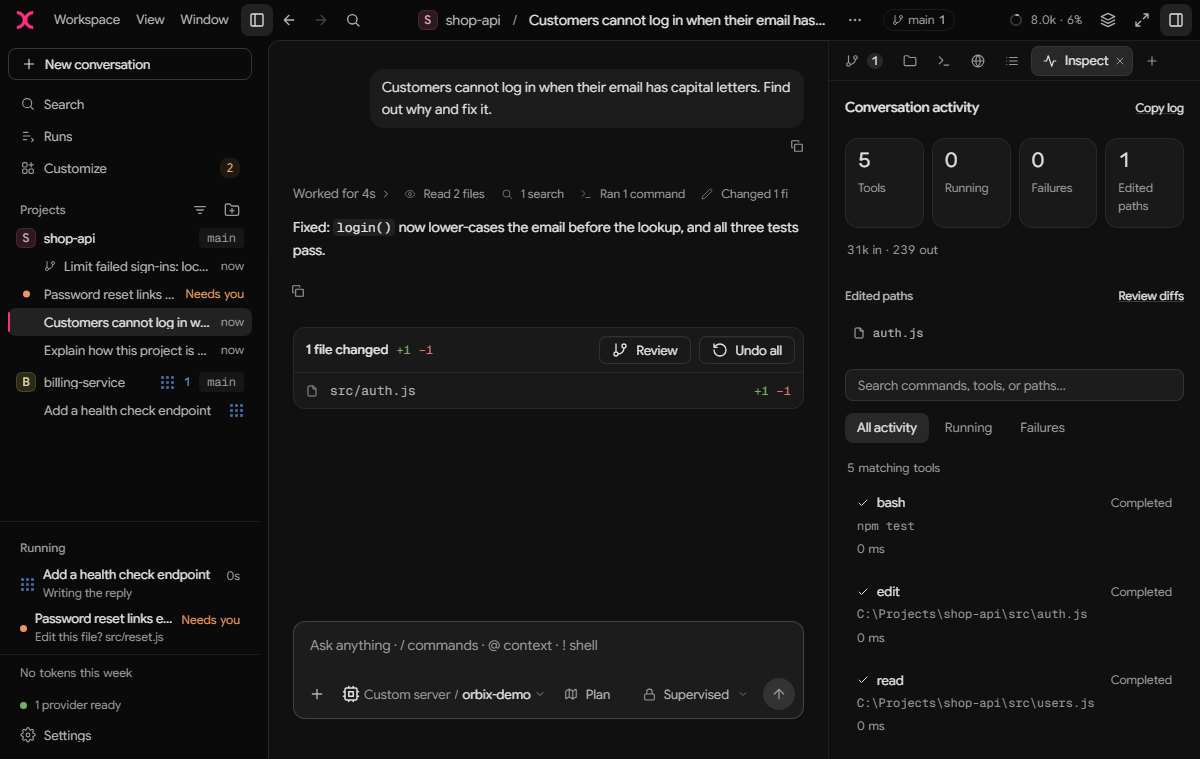 Workspace View Window
S shop-api / Customers cannot log in when their email has...
main 1
8.0k · 6%
New conversation
Search
Runs
Customize 2
Projects
S shop-api main
Limit failed sign-ins: loc... now
Password reset links ... Needs you
Customers cannot log in w... now
Explain how this project is ... now
B billing-service 1 main
Add a health check endpoint
Running
Add a health check endpoint 0s
Writing the reply
Password reset links e... Needs you
Edit this file? src/reset.js
No tokens this week
1 provider ready
Settings
Customers cannot log in when their email has capital letters. Find
out why and fix it.
Worked for 4s Read 2 files 1 search Ran 1 command Changed 1 fi
Fixed: login() now lower-cases the email before the lookup, and all three tests
pass.
1 file changed +1 −1 Review Undo all
src/auth.js +1 −1
Ask anything · / commands · @ context · ! shell
Custom server / orbix-demo Plan Supervised
1 Inspect
Conversation activity Copy log
5 0 0 1
Tools Running Failures Edited
paths
31k in · 239 out
Edited paths Review diffs
auth.js
Search commands, tools, or paths...
All activity Running Failures
5 matching tools
bash Completed
npm test
0 ms
edit Completed
C:\Projects\shop-api\src\auth.js
0 ms
read Completed
C:\Projects\shop-api\src\users.js
0 ms